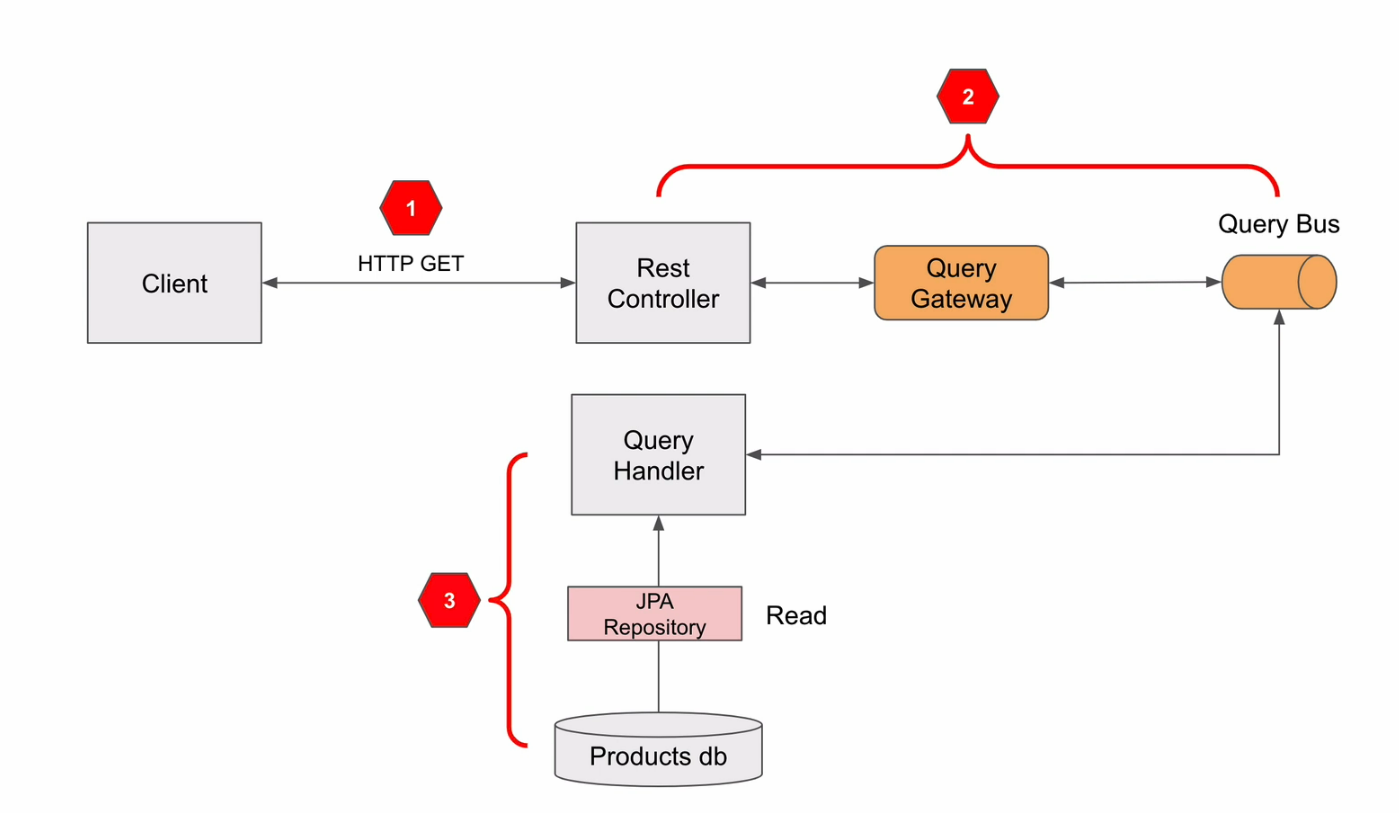 2
1
Query Bus
HTTP GET
Client
Rest
Controller
Query
Gateway
Query
Handler
3
JPA
Repository
Read
Products db